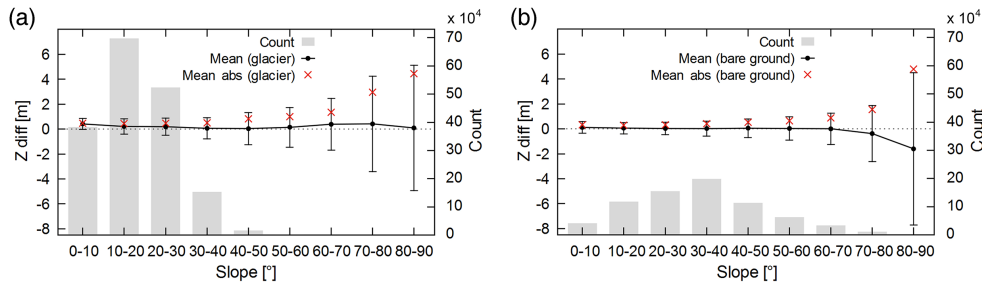 (a)
x 10⁴
Count
Mean (glacier)
Mean abs (glacier)
Z diff [m]
6
4
2
0
-2
-4
-6
-8
70
60
50
40
30
20
10
0
Count
0-10 10-20 20-30 30-40 40-50 50-60 60-70 70-80 80-90
Slope [°]
(b)
x 10⁴
Count
Mean (bare ground)
Mean abs (bare ground)
Z diff [m]
6
4
2
0
-2
-4
-6
-8
70
60
50
40
30
20
10
0
Count
0-10 10-20 20-30 30-40 40-50 50-60 60-70 70-80 80-90
Slope [°]